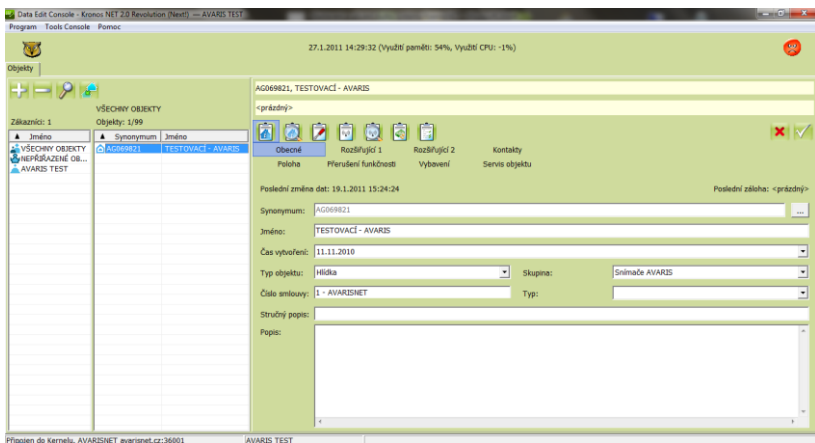 Data Edit Console - Kronos NET 2.0 Revolution (Next!) — AVARIS TEST
Program Tools Console Pomoc
27.1.2011 14:29:32 (Využití paměti: 54%, Využití CPU: -1%)
Objekty
AG069821, TESTOVACÍ - AVARIS
VŠECHNY OBJEKTY
<prázdný>
Zákazníci: 1 Objekty: 1/99
Jméno Synonymum Jméno
VŠECHNY OBJEKTY AG069821 TESTOVACÍ - AVARIS
NEPŘIŘAZENÉ OB...
AVARIS TEST
Obecné Rozšiřující 1 Rozšiřující 2 Kontakty
Poloha Přerušení funkčnosti Vybavení Servis objektu
Poslední změna dat: 19.1.2011 15:24:24 Poslední záloha: <prázdný>
Synonymum: AG069821 ...
Jméno: TESTOVACÍ - AVARIS
Čas vytvoření: 11.11.2010
Typ objektu: Hlídka Skupina: Snímače AVARIS
Číslo smlouvy: 1 - AVARISNET Typ:
Stručný popis:
Popis:
Připojen do Kernelu, AVARISNET avarisnet.cz:36001 AVARIS TEST